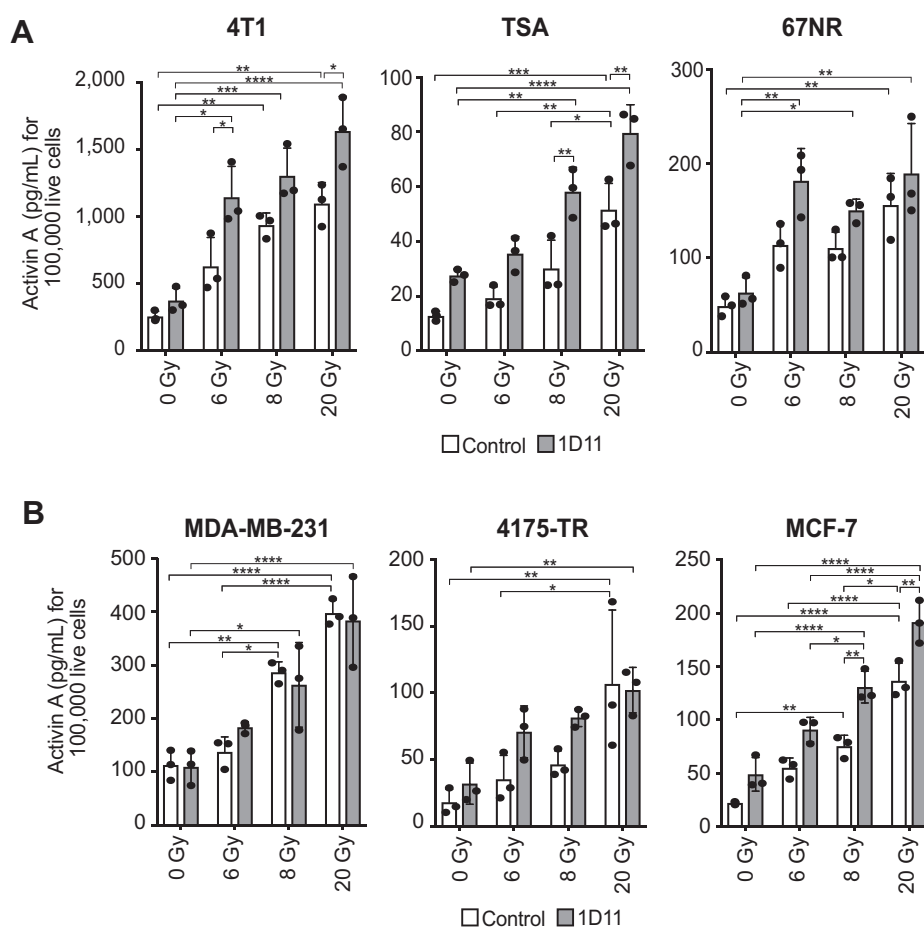 A
4T1
TSA
67NR
Activin A (pg/mL) for
100,000 live cells
2,000
1,500
1,000
500
0
**
*
****
***
**
*
*
0 Gy
6 Gy
8 Gy
20 Gy
100
80
60
40
20
0
***
**
****
**
**
*
**
0 Gy
6 Gy
8 Gy
20 Gy
300
200
100
0
**
**
**
*
0 Gy
6 Gy
8 Gy
20 Gy
Control
1D11
B
MDA-MB-231
4175-TR
MCF-7
Activin A (pg/mL) for
100,000 live cells
500
400
300
200
100
0
****
****
****
*
**
*
0 Gy
6 Gy
8 Gy
20 Gy
200
150
100
50
0
**
**
*
0 Gy
6 Gy
8 Gy
20 Gy
250
200
150
100
50
0
****
****
*
**
****
****
****
*
**
**
0 Gy
6 Gy
8 Gy
20 Gy
Control
1D11